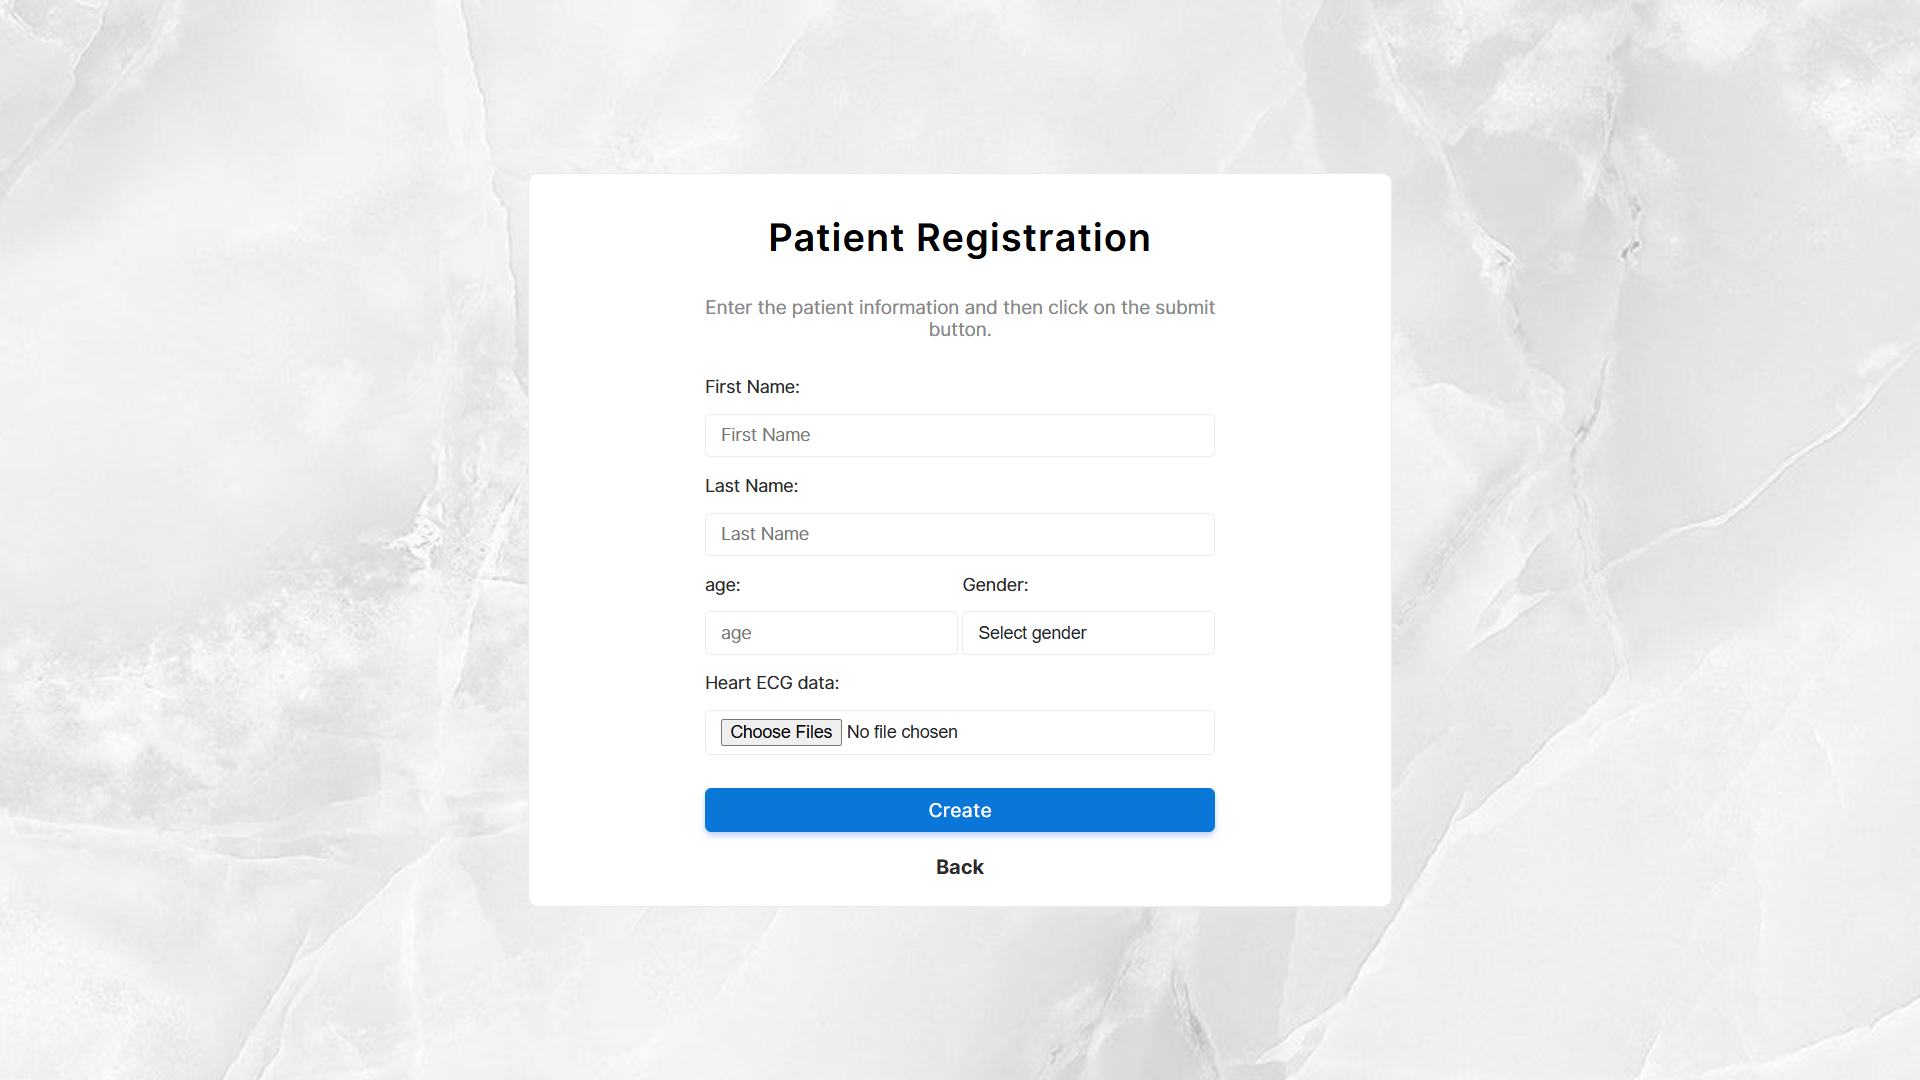 Patient Registration
Enter the patient information and then click on the submit
button.
First Name:
First Name
Last Name:
Last Name
age: Gender:
age Select gender
Heart ECG data:
Choose Files No file chosen
Create
Back